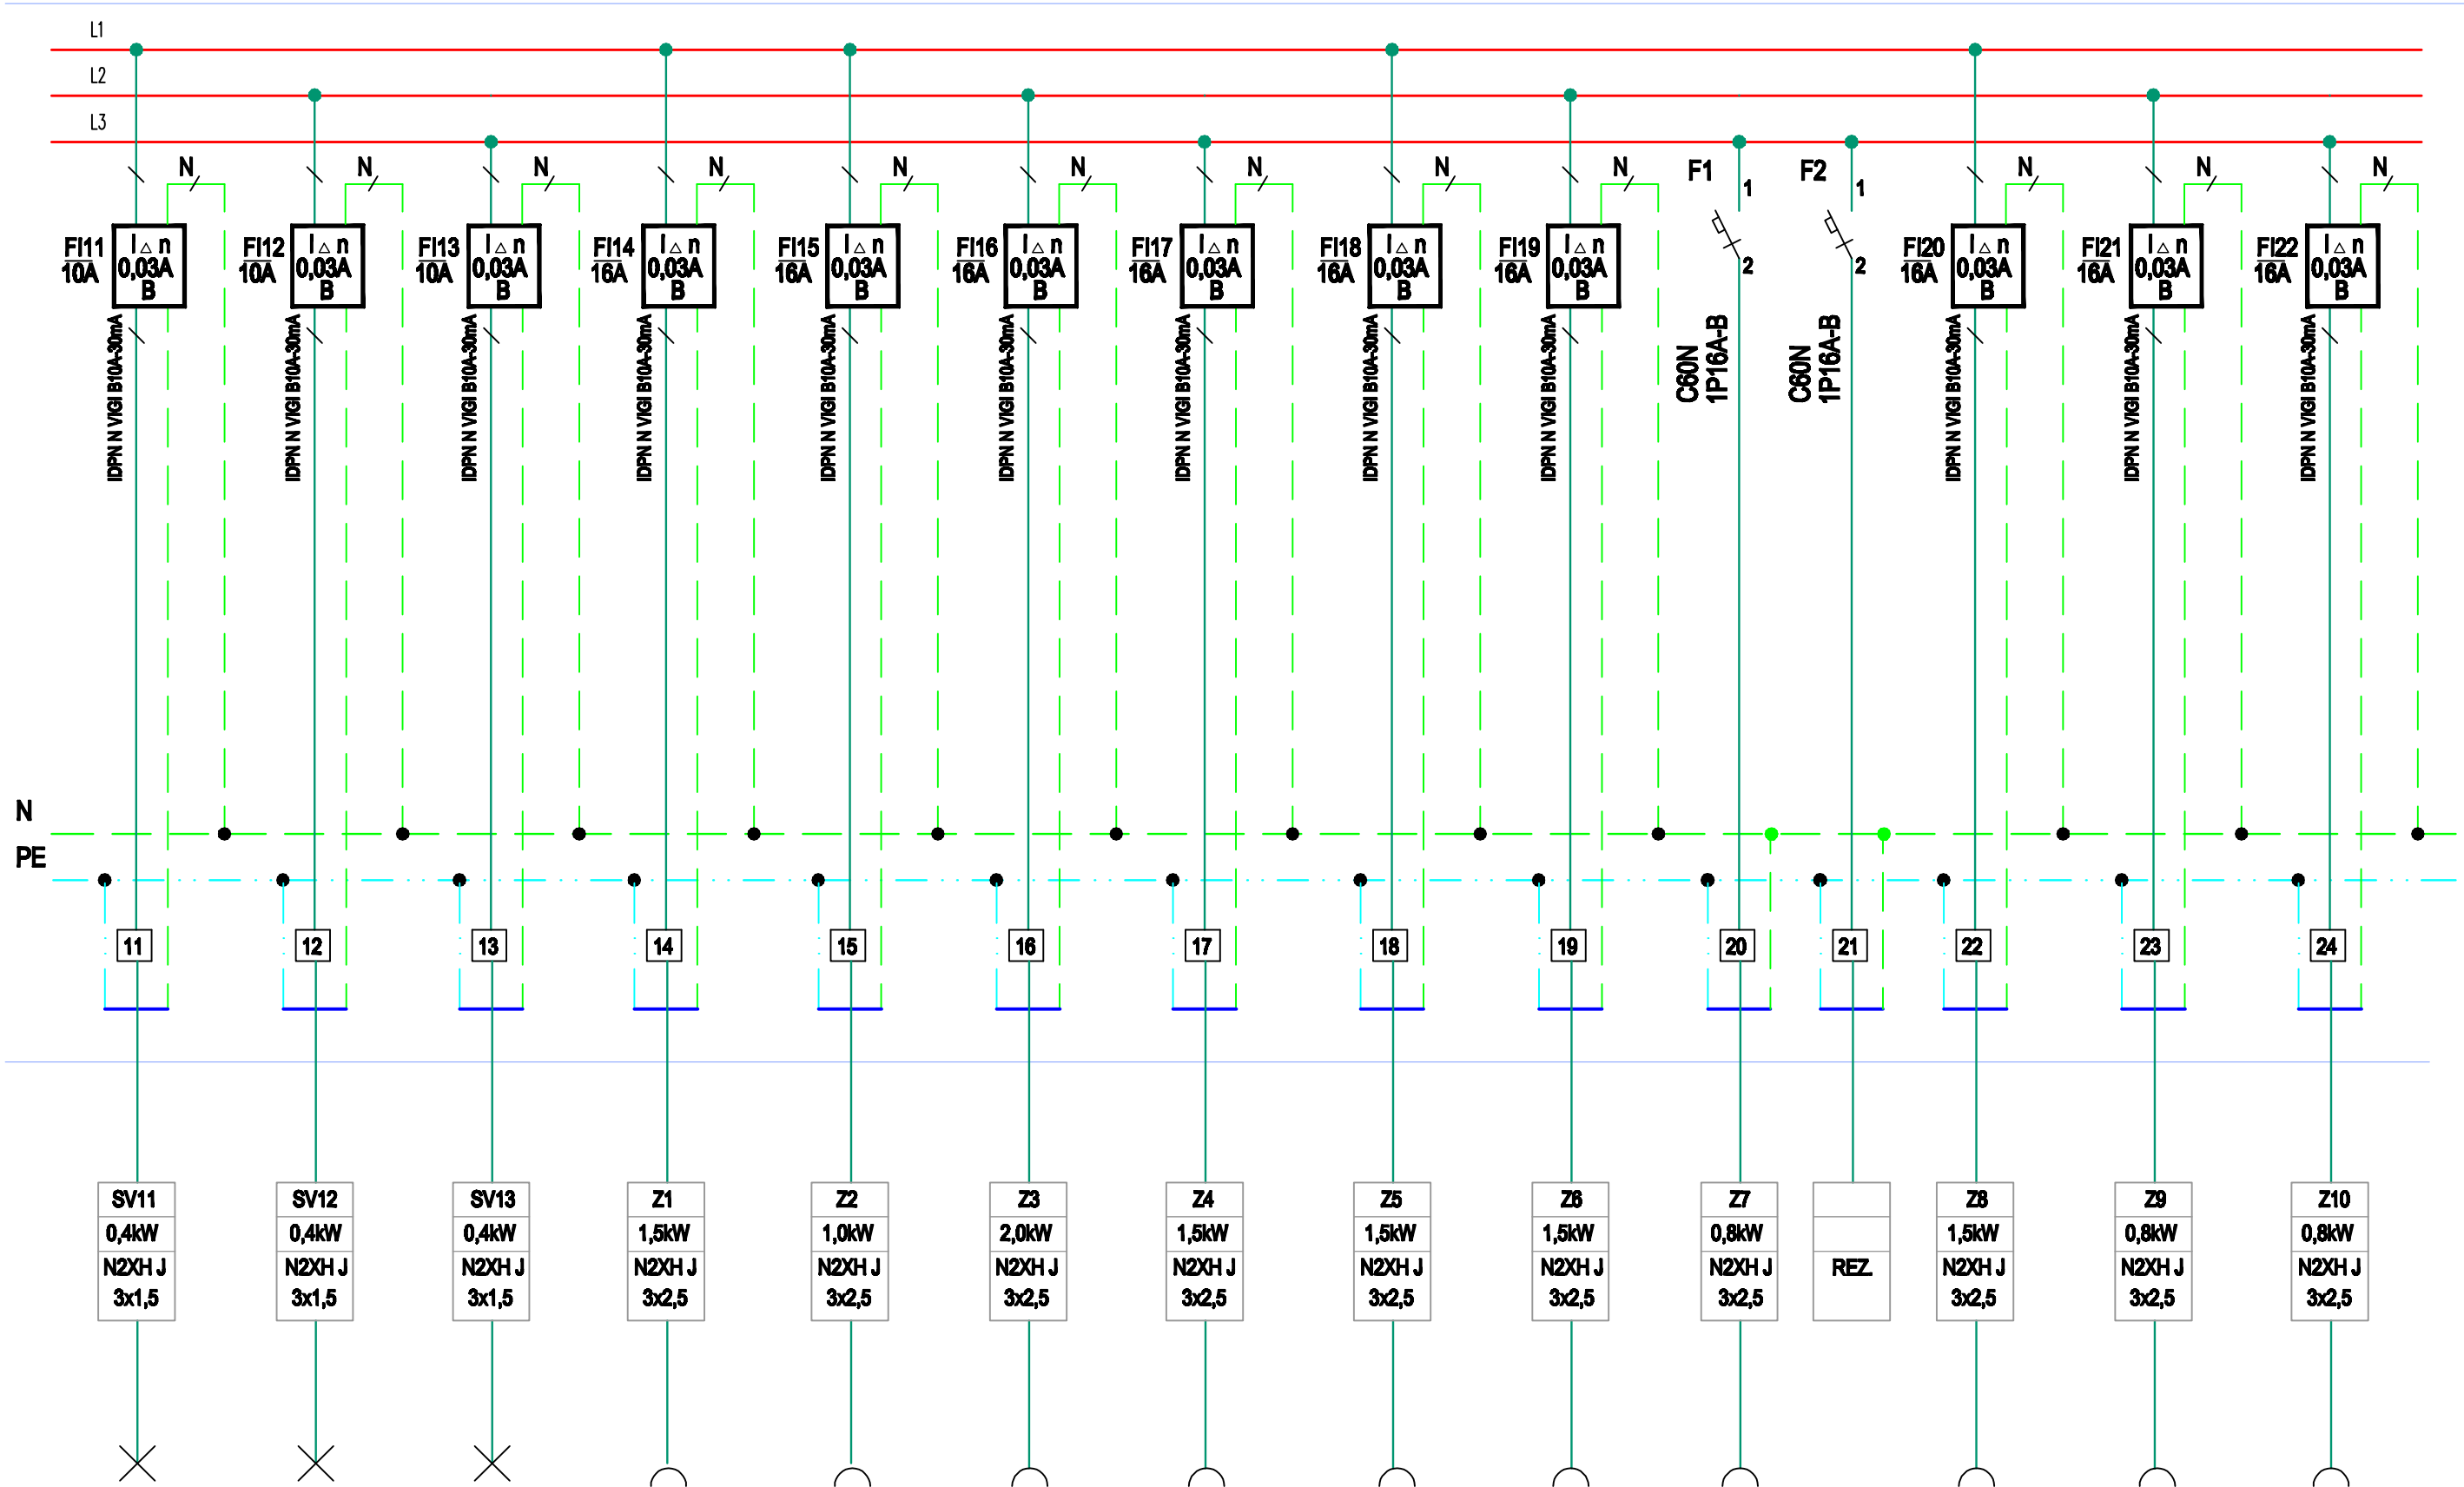 L1
L2
L3
N N N N N N N N N N N N
F1 1 F2 1
FI11 I△n FI12 I△n FI13 I△n FI14 I△n FI15 I△n FI16 I△n FI17 I△n FI18 I△n FI19 I△n FI20 I△n FI21 I△n FI22 I△n
10A 0,03A 10A 0,03A 10A 0,03A 16A 0,03A 16A 0,03A 16A 0,03A 16A 0,03A 16A 0,03A 16A 0,03A 2 2 16A 0,03A 16A 0,03A 16A 0,03A
B B B B B B B B B B B B
IDPN N VIGI B10A-30mA
IDPN N VIGI B10A-30mA
IDPN N VIGI B10A-30mA
IDPN N VIGI B10A-30mA
IDPN N VIGI B10A-30mA
IDPN N VIGI B10A-30mA
IDPN N VIGI B10A-30mA
IDPN N VIGI B10A-30mA
IDPN N VIGI B10A-30mA
C60N
1P16A-B
C60N
1P16A-B
IDPN N VIGI B10A-30mA
IDPN N VIGI B10A-30mA
IDPN N VIGI B10A-30mA
N
PE
11 12 13 14 15 16 17 18 19 20 21 22 23 24
SV11 SV12 SV13 Z1 Z2 Z3 Z4 Z5 Z6 Z7 Z8 Z9 Z10
0,4kW 0,4kW 0,4kW 1,5kW 1,0kW 2,0kW 1,5kW 1,5kW 1,5kW 0,8kW 1,5kW 0,8kW 0,8kW
N2XH J N2XH J N2XH J N2XH J N2XH J N2XH J N2XH J N2XH J N2XH J N2XH J REZ. N2XH J N2XH J N2XH J
3x1,5 3x1,5 3x1,5 3x2,5 3x2,5 3x2,5 3x2,5 3x2,5 3x2,5 3x2,5 3x2,5 3x2,5 3x2,5